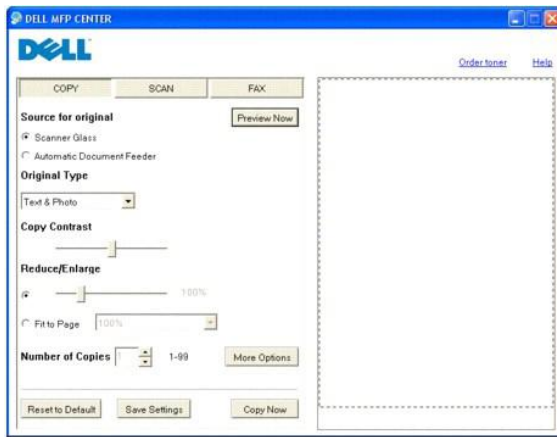 DELL MFP CENTER
DELL
Order toner Help
COPY SCAN FAX
Source for original Preview Now
Scanner Glass
Automatic Document Feeder
Original Type
Text & Photo
Copy Contrast
Reduce/Enlarge
100%
Fit to Page 100%
Number of Copies 1 1-99 More Options
Reset to Default Save Settings Copy Now